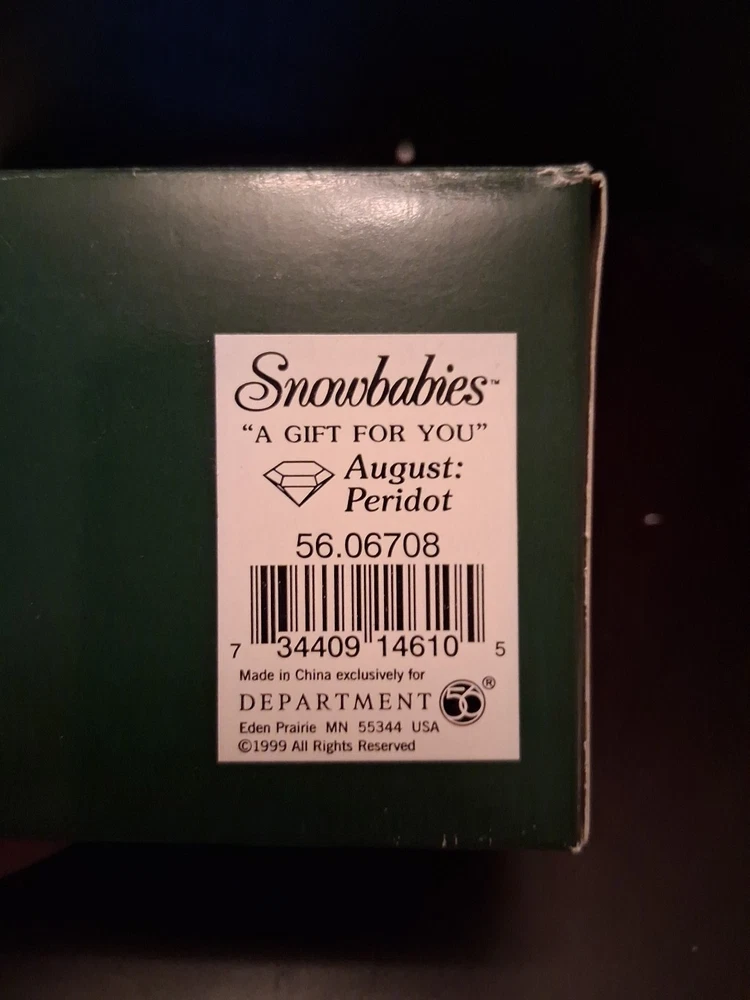 Snowbabies™
“A GIFT FOR YOU”
August:
Peridot
56.06708
7 34409 14610 5
Made in China exclusively for
DEPARTMENT 56®
Eden Prairie MN 55344 USA
©1999 All Rights Reserved